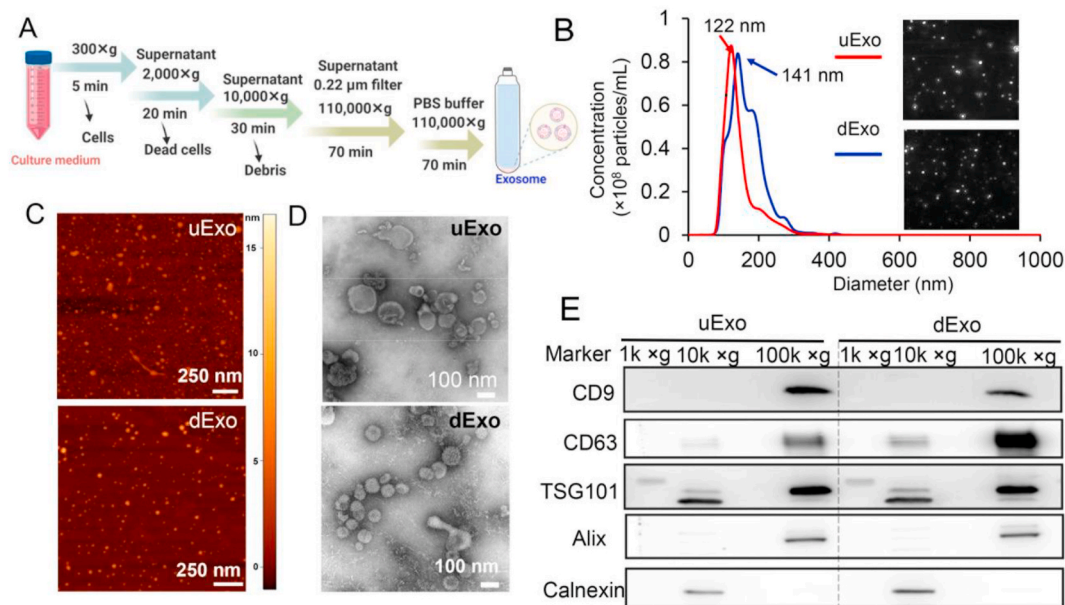 A
300×g
5 min
Cells
Culture medium
Supernatant
2,000×g
20 min
Dead cells
Supernatant
10,000×g
30 min
Debris
Supernatant
0.22 μm filter
110,000×g
70 min
PBS buffer
110,000×g
70 min
Exosome
B
122 nm
141 nm
uExo
dExo
Concentration
(×10⁸ particles/mL)
1
0.8
0.6
0.4
0.2
0
0 200 400 600 800 1000
Diameter (nm)
C
uExo
250 nm
dExo
250 nm
nm
15
10
5
0
D
uExo
100 nm
dExo
100 nm
E
uExo dExo
Marker 1k ×g 10k ×g 100k ×g 1k ×g 10k ×g 100k ×g
CD9
CD63
TSG101
Alix
Calnexin